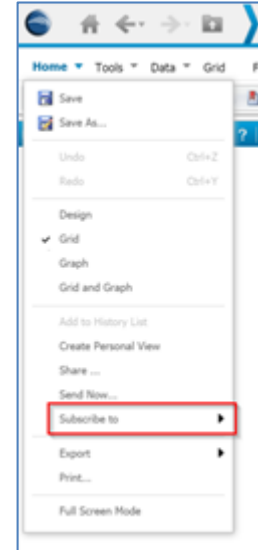 Home Tools Data Grid
Save
Save As...
Undo Ctrl+Z
Redo Ctrl+Y
Design
Grid
Graph
Grid and Graph
Add to History List
Create Personal View
Share ...
Send Now...
Subscribe to
Export
Print...
Full Screen Mode
?